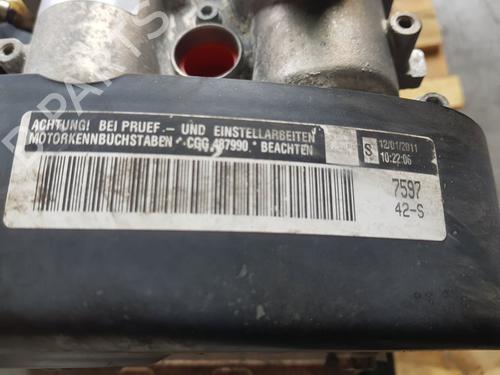 ACHTUNG! BEI PRUEF.- UND EINSTELLARBEITEN
MOTORKENNBUCHSTABEN * CGG 487990 * BEACHTEN
S
12/01/2011
10:22:06
7597
42-S